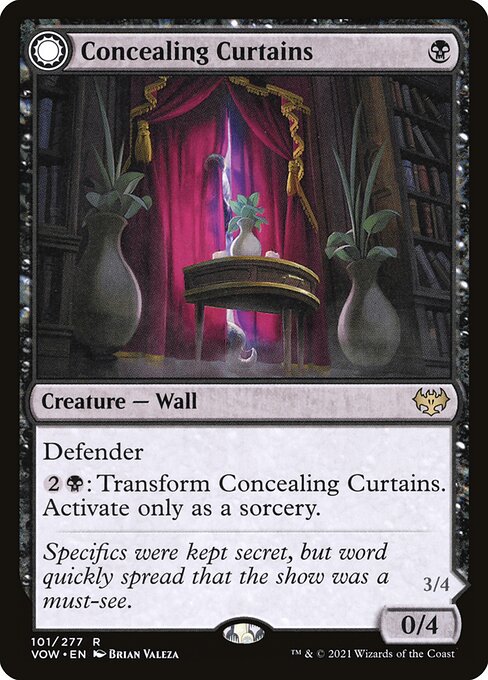 Concealing Curtains
Creature — Wall
Defender
2: Transform Concealing Curtains.
Activate only as a sorcery.
Specifics were kept secret, but word
quickly spread that the show was a
must-see.
3/4
0/4
101/277 R
VOW • EN Brian Valeza
™ & © 2021 Wizards of the Coast